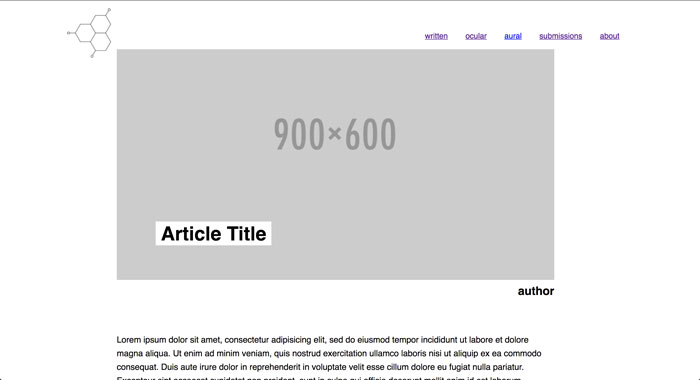 written ocular aural submissions about
900×600
Article Title
author
Lorem ipsum dolor sit amet, consectetur adipisicing elit, sed do eiusmod tempor incididunt ut labore et dolore
magna aliqua. Ut enim ad minim veniam, quis nostrud exercitation ullamco laboris nisi ut aliquip ex ea commodo
consequat. Duis aute irure dolor in reprehenderit in voluptate velit esse cillum dolore eu fugiat nulla pariatur.